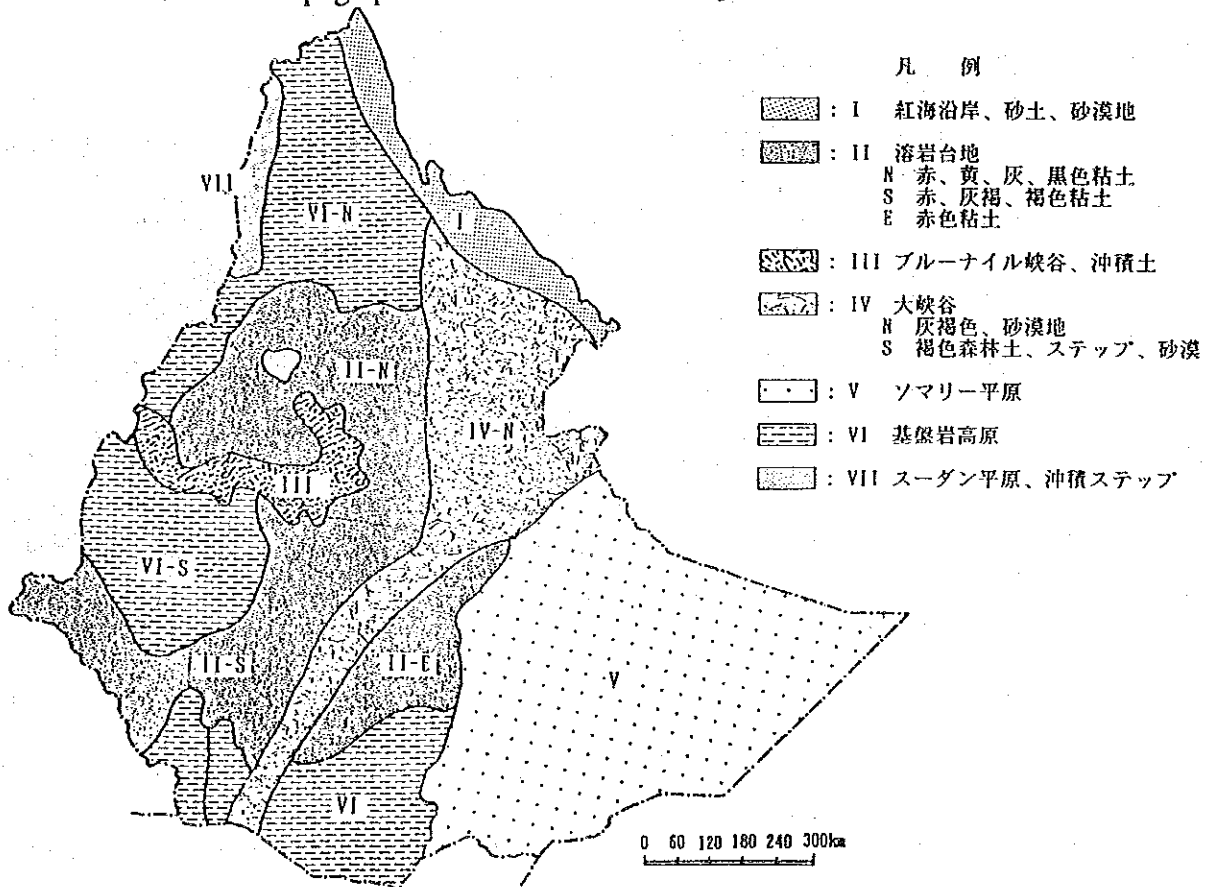 凡 例
: I 紅海沿岸、砂土、砂漠地
: II 溶岩台地
N 赤、黄、灰、黒色粘土
S 赤、灰褐、褐色粘土
E 赤色粘土
: III ブルーナイル峡谷、沖積土
: IV 大峡谷
N 灰褐色、砂漠地
S 褐色森林土、ステップ、砂漠
: V ソマリー平原
: VI 基盤岩高原
: VII スーダン平原、沖積ステップ
VII
VI-N
I
II-N
IV-N
III
VI-S
II-S
II-E
V
VI
0 60 120 180 240 300km